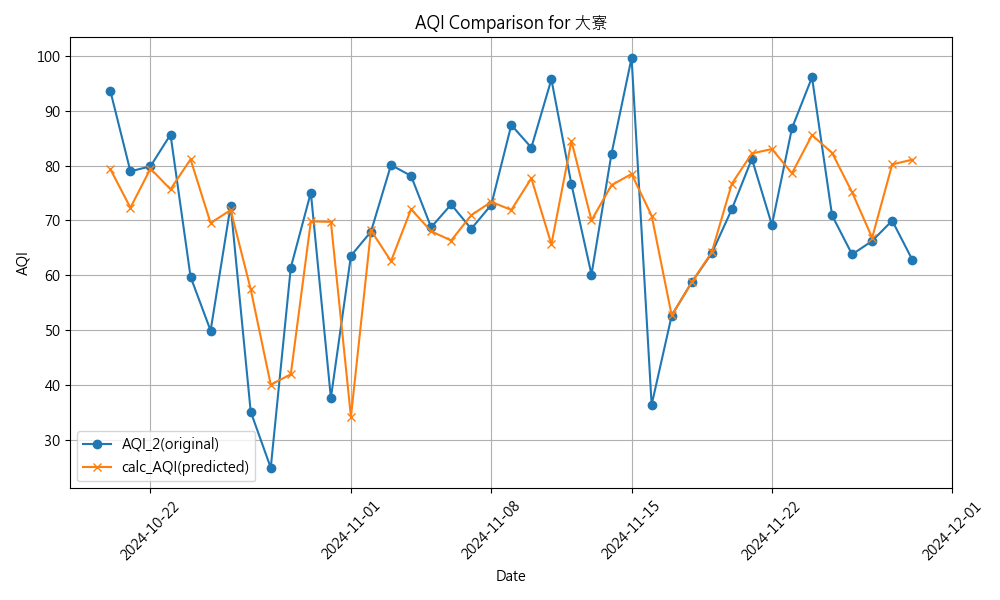 AQI Comparison for 大寮
AQI
100
90
80
70
60
50
40
30
AQI_2(original)
calc_AQI(predicted)
2024-10-22
2024-11-01
2024-11-08
2024-11-15
2024-11-22
2024-12-01
Date